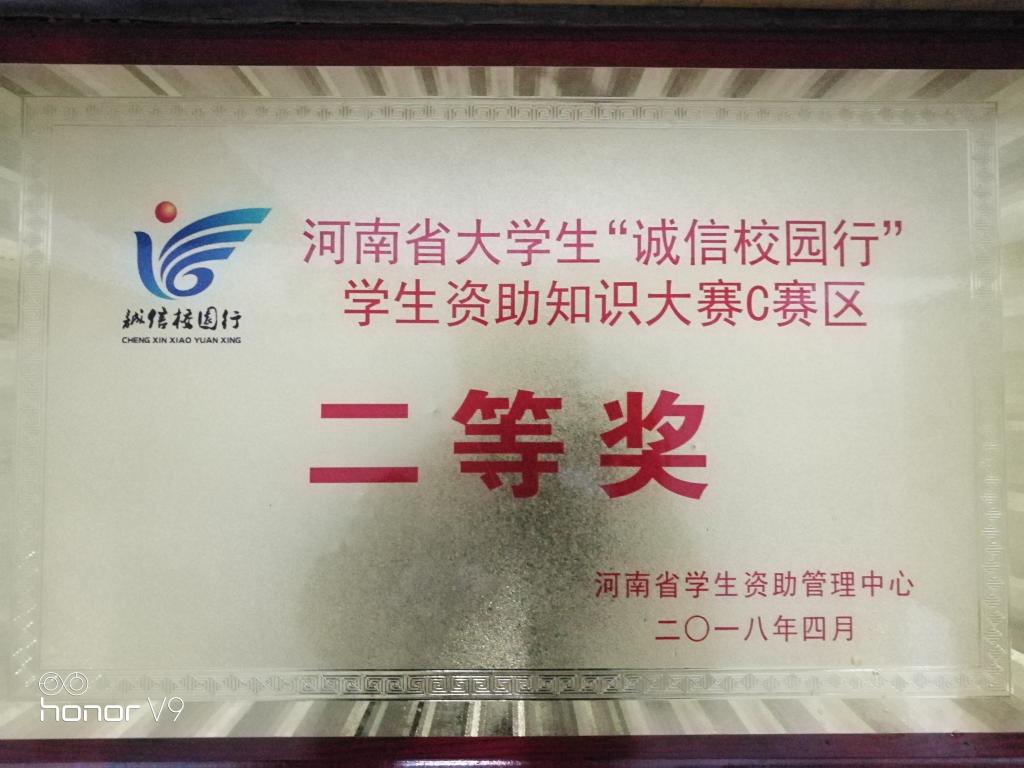 河南省大学生“诚信校园行”
学生资助知识大赛C赛区
誠信校園行
CHENG XIN XIAO YUAN XING
二等奖
河南省学生资助管理中心
二〇一八年四月
honor V9